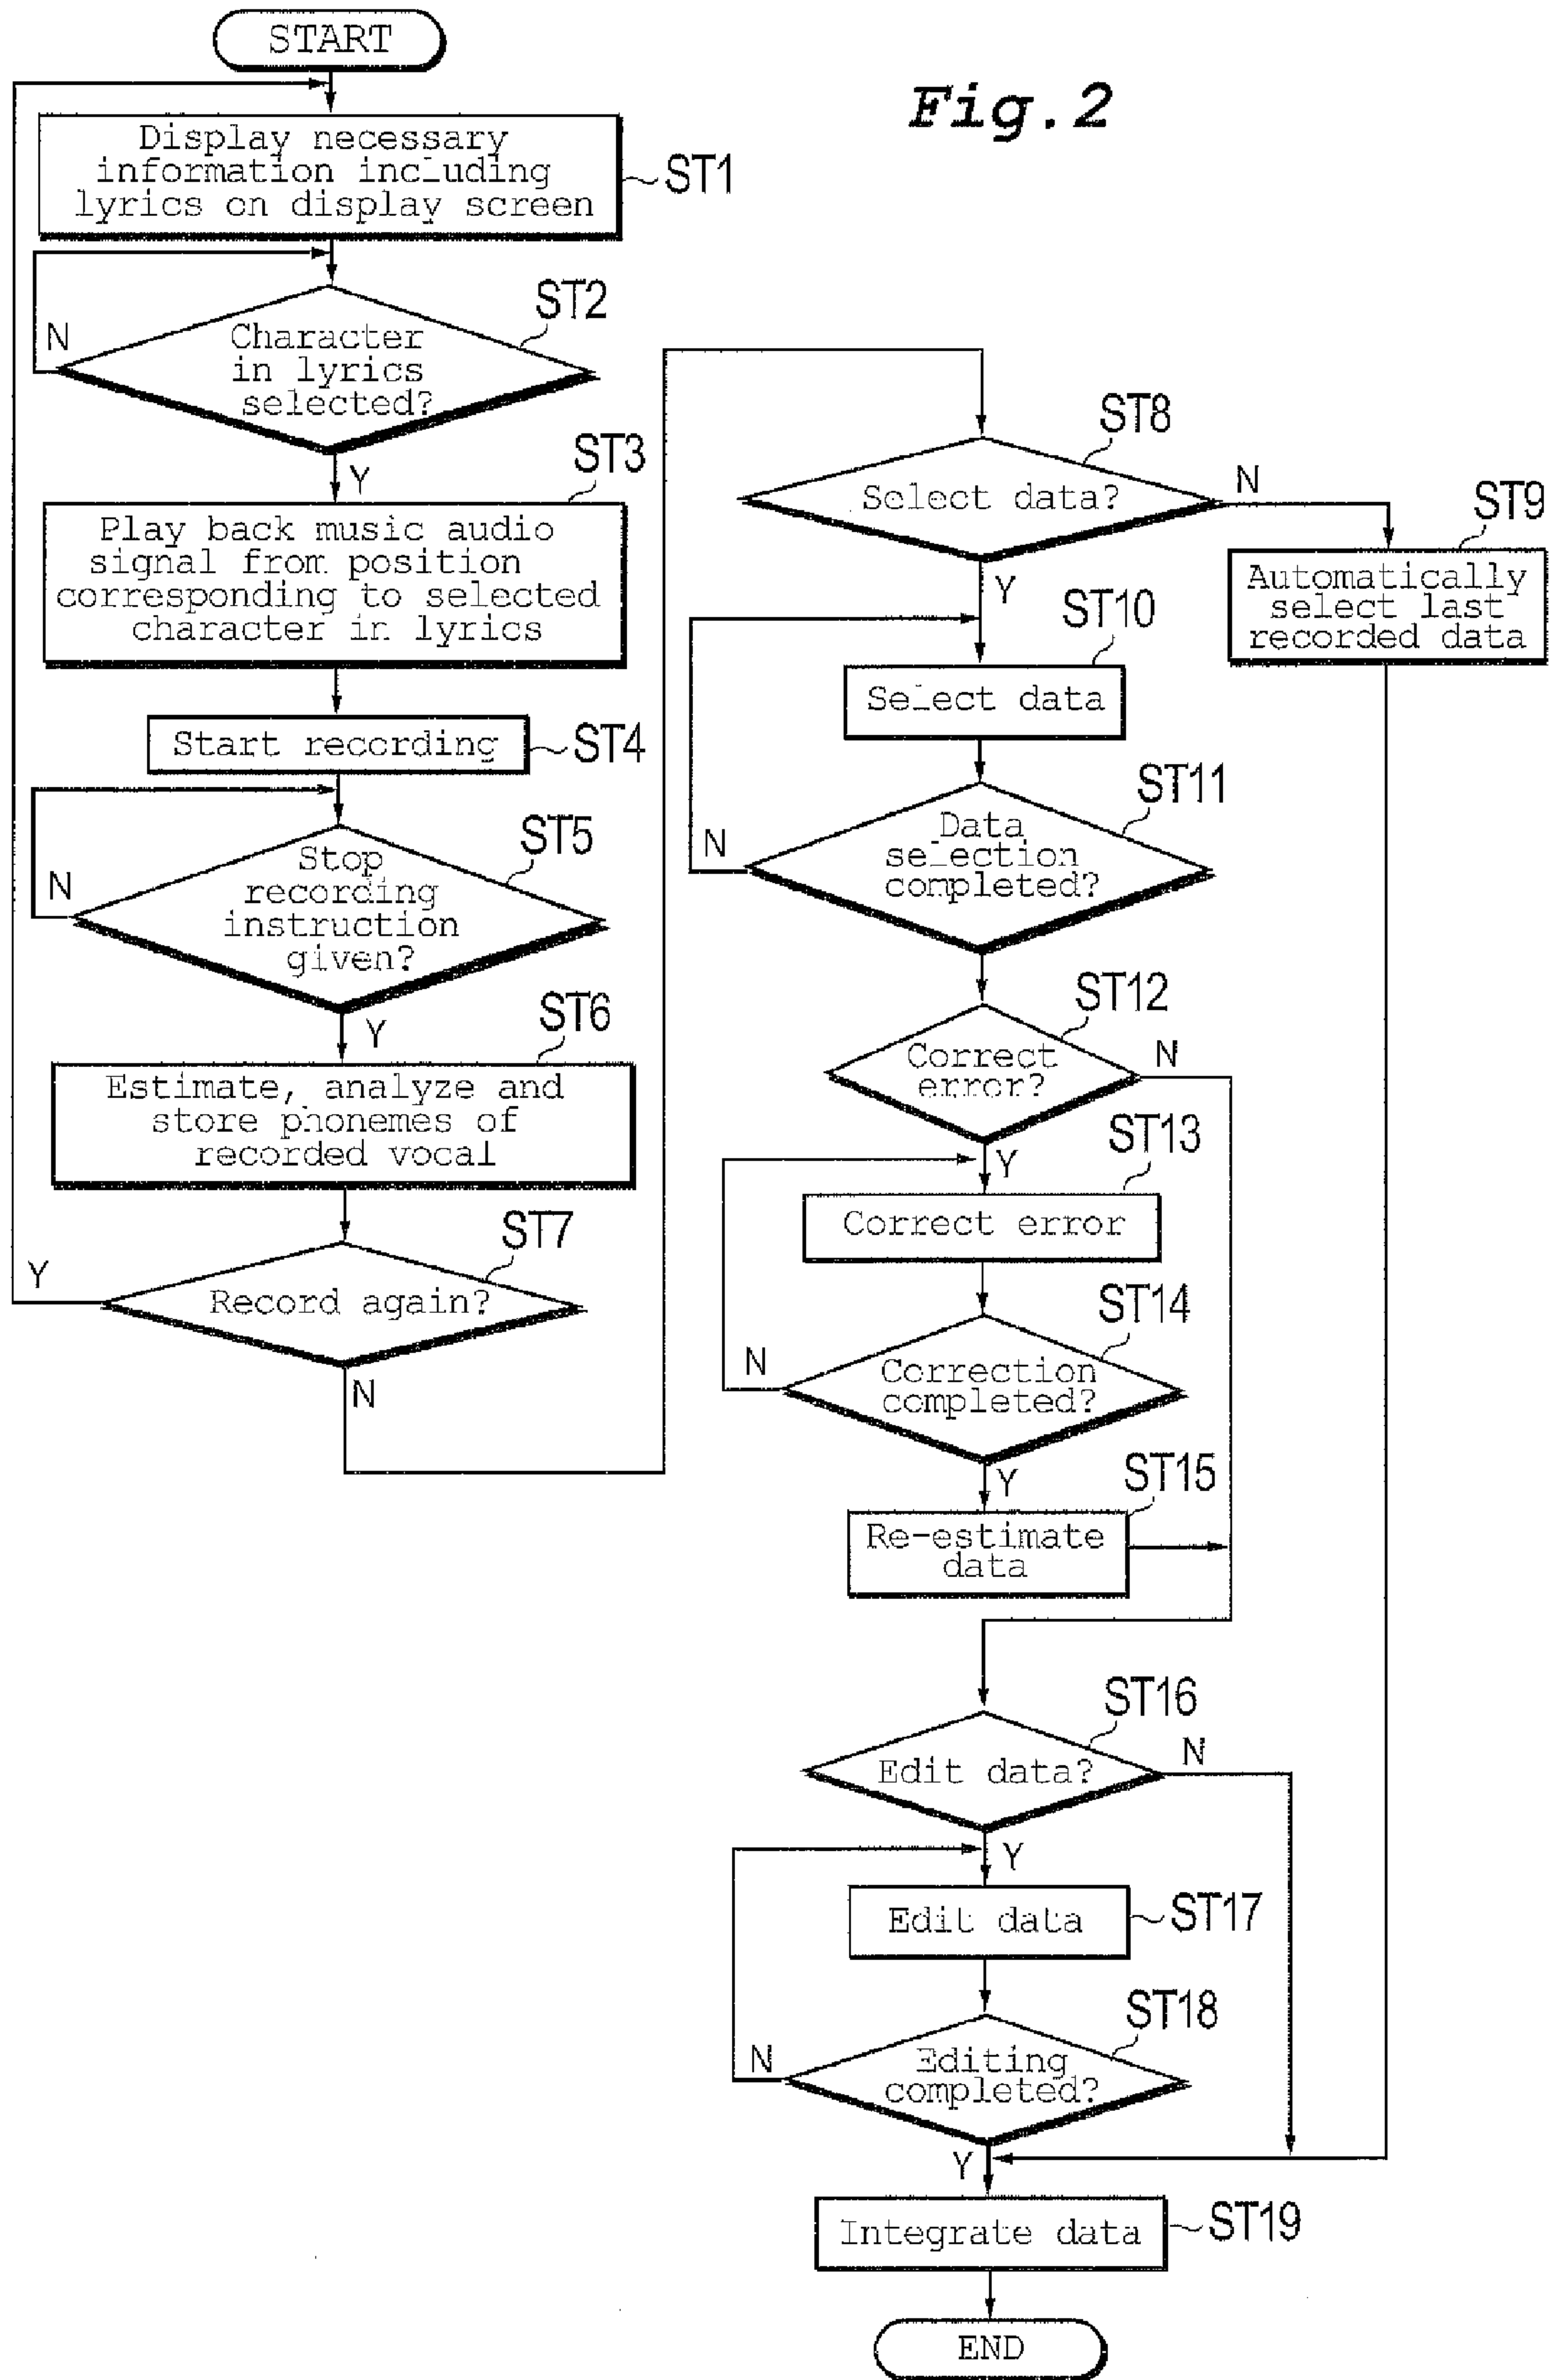 START
Fig.2
Display necessary
information including
lyrics on display screen
ST1
ST2
Character
in lyrics
selected?
N
Y
ST3
Play back music audio
signal from position
corresponding to selected
character in lyrics
Start recording
ST4
ST5
Stop
recording
instruction
given?
N
Y
ST6
Estimate, analyze and
store phonemes of
recorded vocal
ST7
Record again?
Y
N
ST8
Select data?
N
Y
ST9
Automatically
select last
recorded data
ST10
Select data
ST11
Data
selection
completed?
N
ST12
Correct
error?
N
Y
ST13
Correct error
ST14
Correction
completed?
N
Y
ST15
Re-estimate
data
ST16
Edit data?
N
Y
Edit data
ST17
ST18
Editing
completed?
N
Y
Integrate data
ST19
END